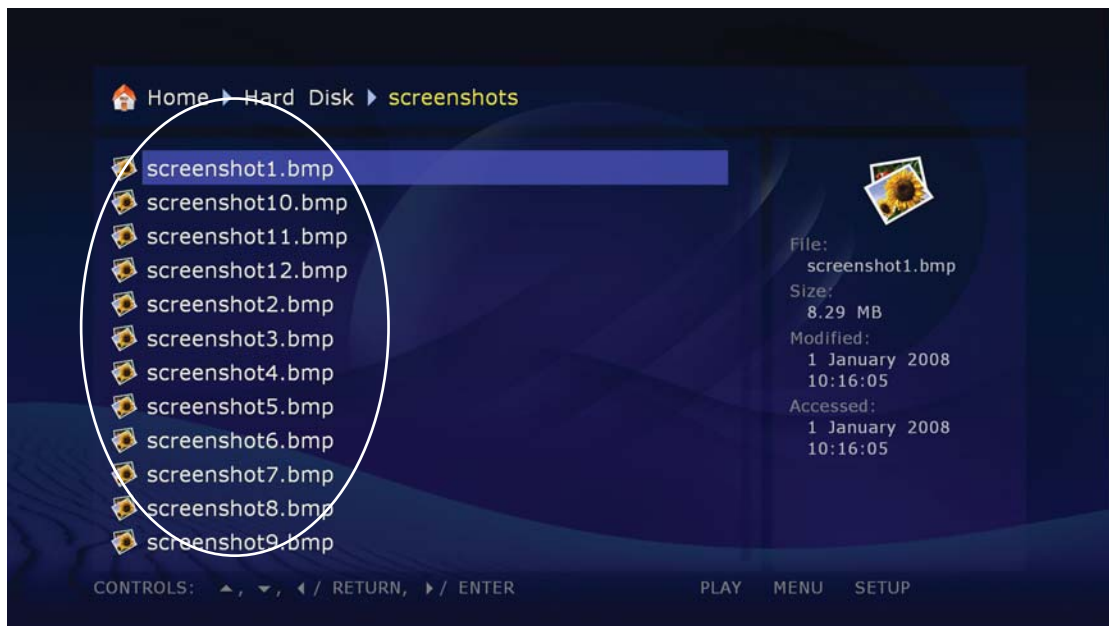 Home Hard Disk screenshots
screenshot1.bmp
screenshot10.bmp
screenshot11.bmp
screenshot12.bmp
screenshot2.bmp
screenshot3.bmp
screenshot4.bmp
screenshot5.bmp
screenshot6.bmp
screenshot7.bmp
screenshot8.bmp
screenshot9.bmp
File:
screenshot1.bmp
Size:
8.29 MB
Modified:
1 January 2008
10:16:05
Accessed:
1 January 2008
10:16:05
CONTROLS: ▲, ▼, ◀ / RETURN, ▶ / ENTER PLAY MENU SETUP